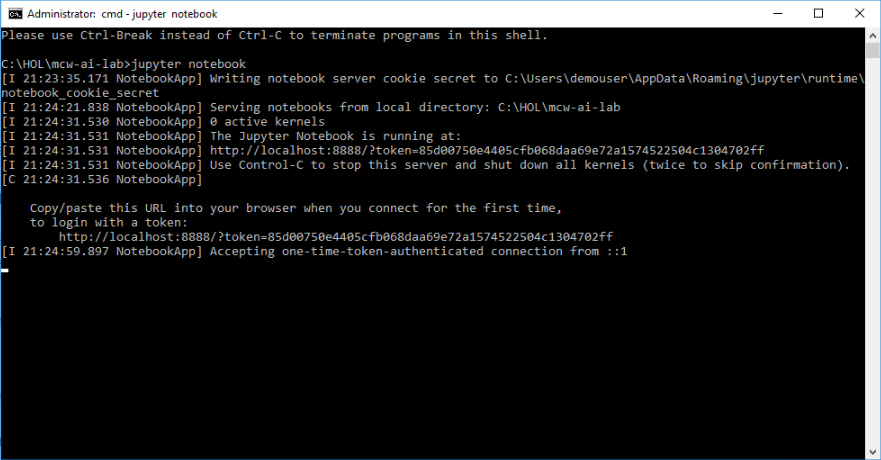 Administrator: cmd - jupyter notebook
Please use Ctrl-Break instead of Ctrl-C to terminate programs in this shell.
C:\HOL\mcw-ai-lab>jupyter notebook
[I 21:23:35.171 NotebookApp] Writing notebook server cookie secret to C:\Users\demouser\AppData\Roaming\jupyter\runtime\
notebook_cookie_secret
[I 21:24:21.838 NotebookApp] Serving notebooks from local directory: C:\HOL\mcw-ai-lab
[I 21:24:31.530 NotebookApp] 0 active kernels
[I 21:24:31.531 NotebookApp] The Jupyter Notebook is running at:
[I 21:24:31.531 NotebookApp] http://localhost:8888/?token=85d00750e4405cfb068daa69e72a1574522504c1304702ff
[I 21:24:31.531 NotebookApp] Use Control-C to stop this server and shut down all kernels (twice to skip confirmation).
[C 21:24:31.536 NotebookApp]
Copy/paste this URL into your browser when you connect for the first time,
to login with a token:
http://localhost:8888/?token=85d00750e4405cfb068daa69e72a1574522504c1304702ff
[I 21:24:59.897 NotebookApp] Accepting one-time-token-authenticated connection from ::1